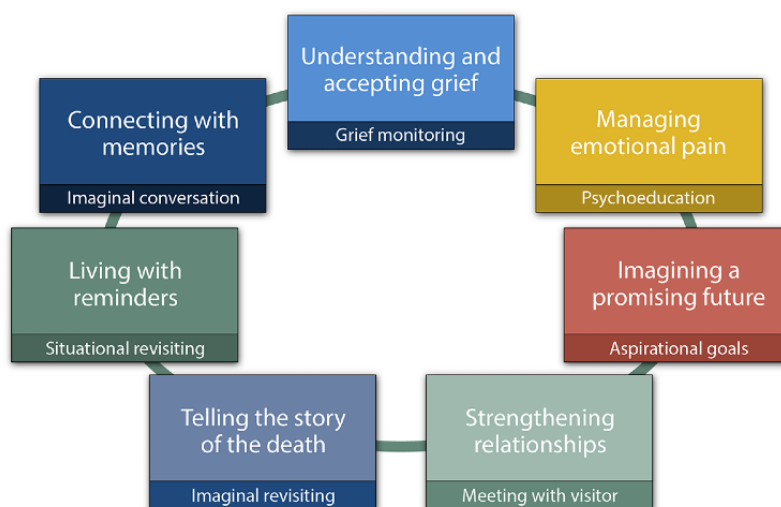 Understanding and
accepting grief
Grief monitoring
Managing
emotional pain
Psychoeducation
Imagining a
promising future
Aspirational goals
Strengthening
relationships
Meeting with visitor
Telling the story
of the death
Imaginal revisiting
Living with
reminders
Situational revisiting
Connecting with
memories
Imaginal conversation